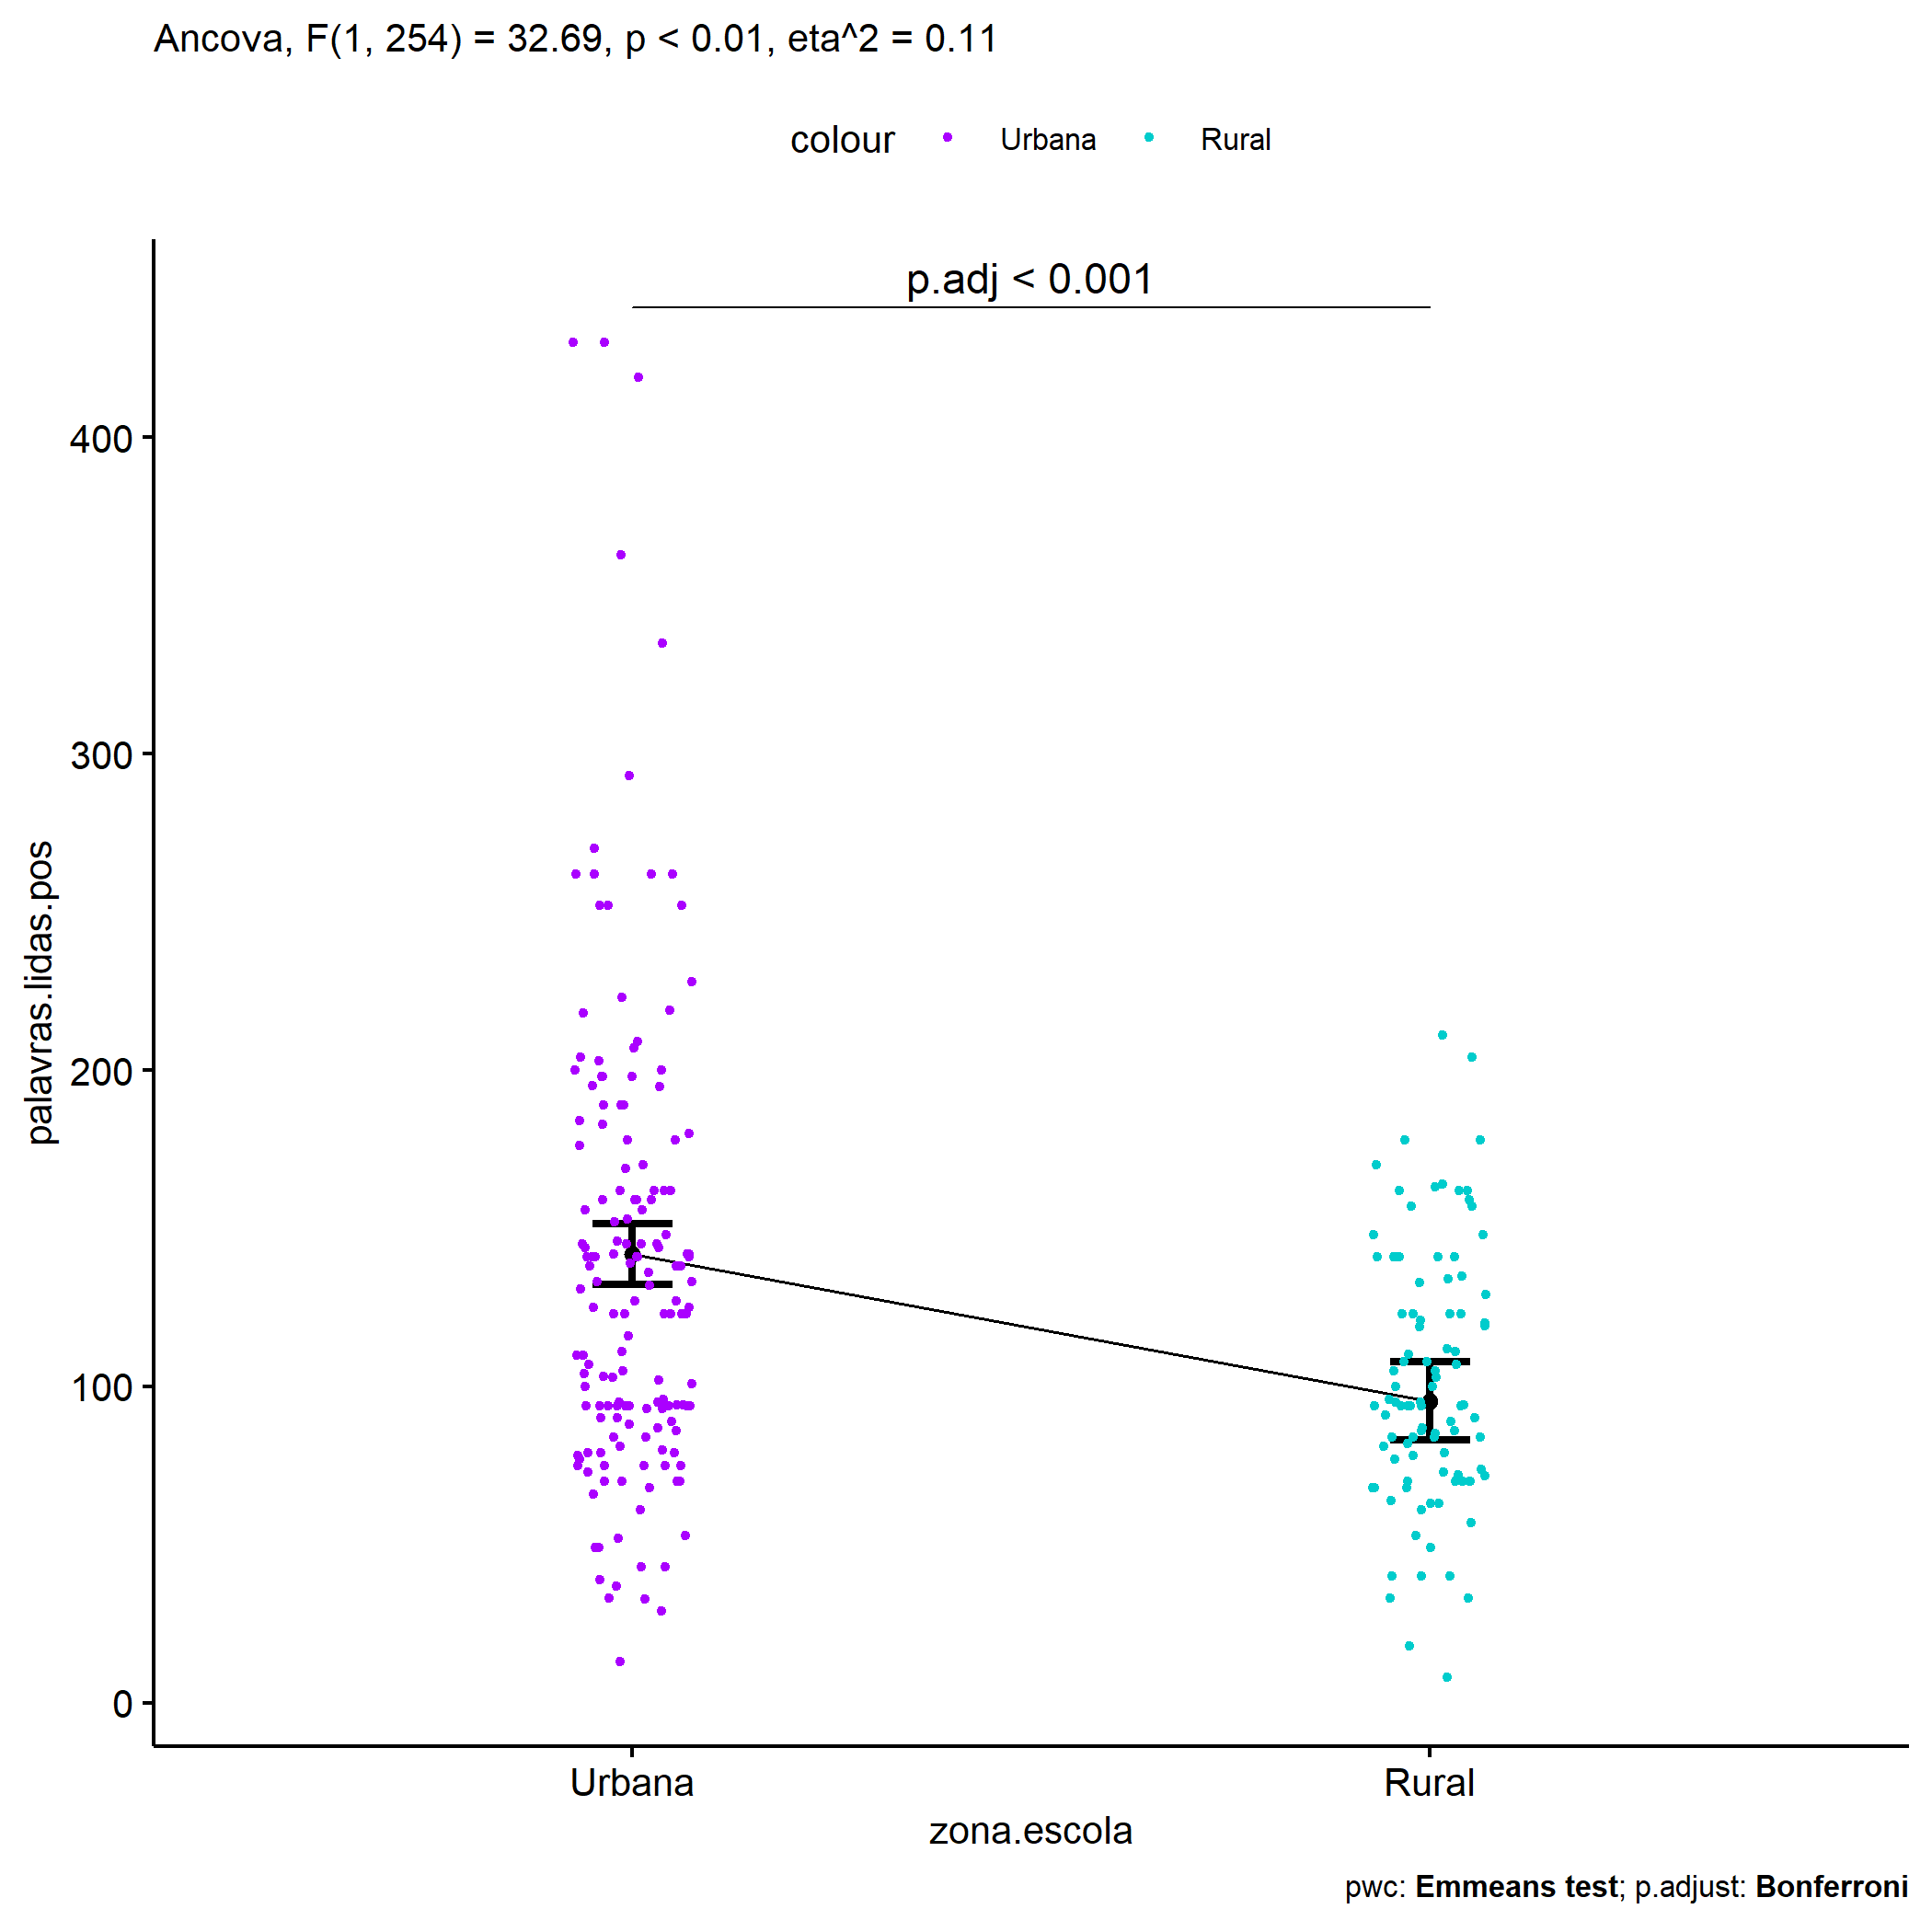 Ancova, F(1, 254) = 32.69, p < 0.01, eta^2 = 0.11
colour Urbana Rural
p.adj < 0.001
400
300
200
100
0
palavras.lidas.pos
Urbana Rural
zona.escola
pwc: Emmeans test; p.adjust: Bonferroni